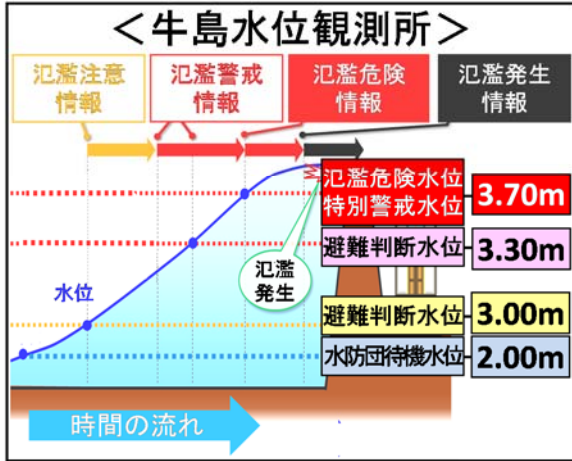 ＜牛島水位観測所＞
氾濫注意
情報
氾濫警戒
情報
氾濫危険
情報
氾濫発生
情報
氾濫危険水位
特別警戒水位
3.70m
避難判断水位
3.30m
氾濫
発生
水位
避難判断水位
3.00m
水防団待機水位
2.00m
時間の流れ